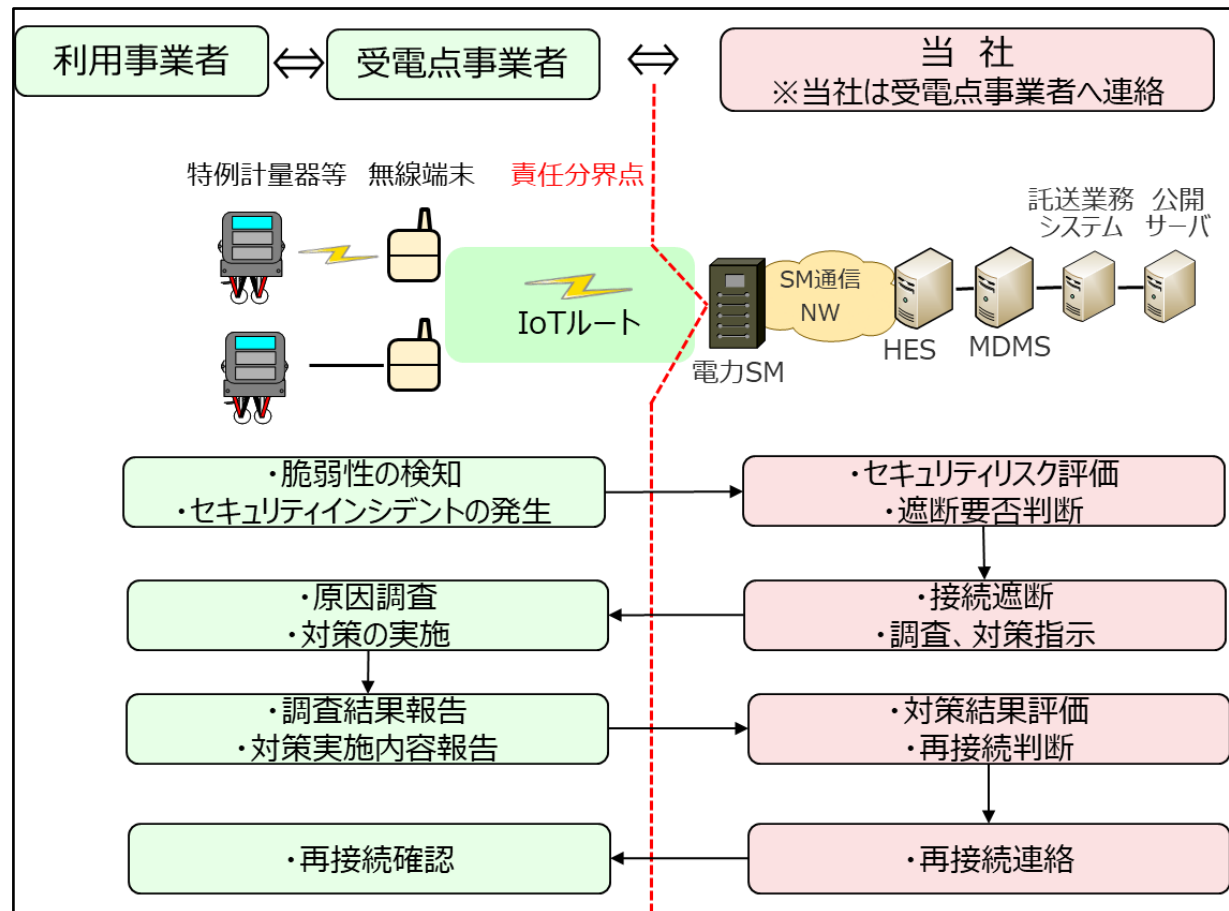 利用事業者
⇔
受電点事業者
⇔
当 社
※当社は受電点事業者へ連絡
特例計量器等
無線端末
責任分界点
託送業務
システム
公開
サーバ
IoTルート
SM通信
NW
電力SM
HES
MDMS
・脆弱性の検知
・セキュリティインシデントの発生
・セキュリティリスク評価
・遮断要否判断
・原因調査
・対策の実施
・接続遮断
・調査、対策指示
・調査結果報告
・対策実施内容報告
・対策結果評価
・再接続判断
・再接続確認
・再接続連絡